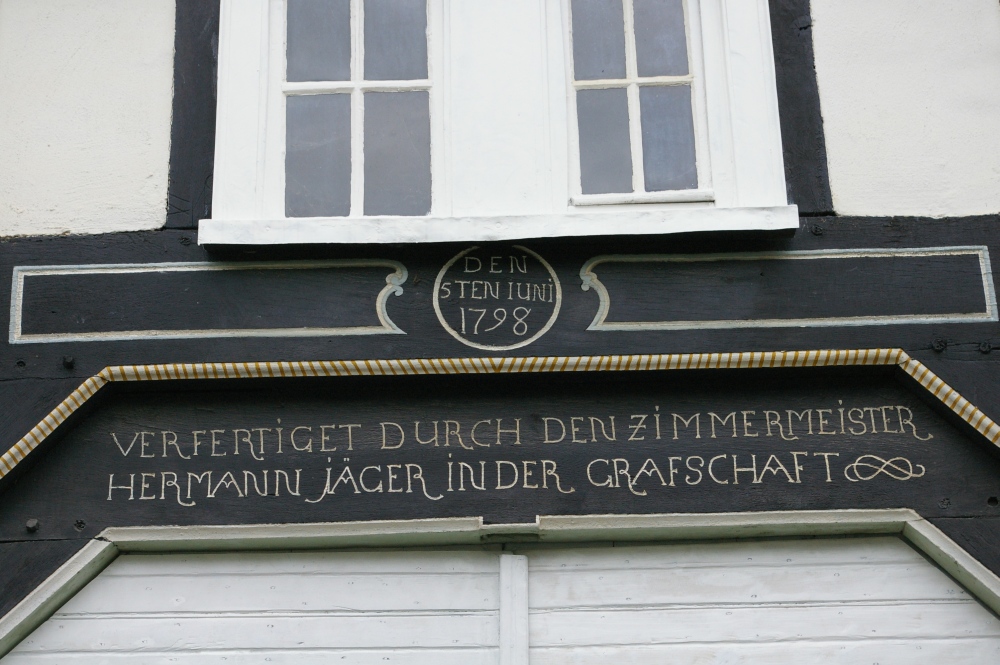 DEN
5TEN IUNI
1798
VERFERTIGET DURCH DEN ZIMMERMEISTER
HERMANN JÄGER IN DER GRAFSCHAFT